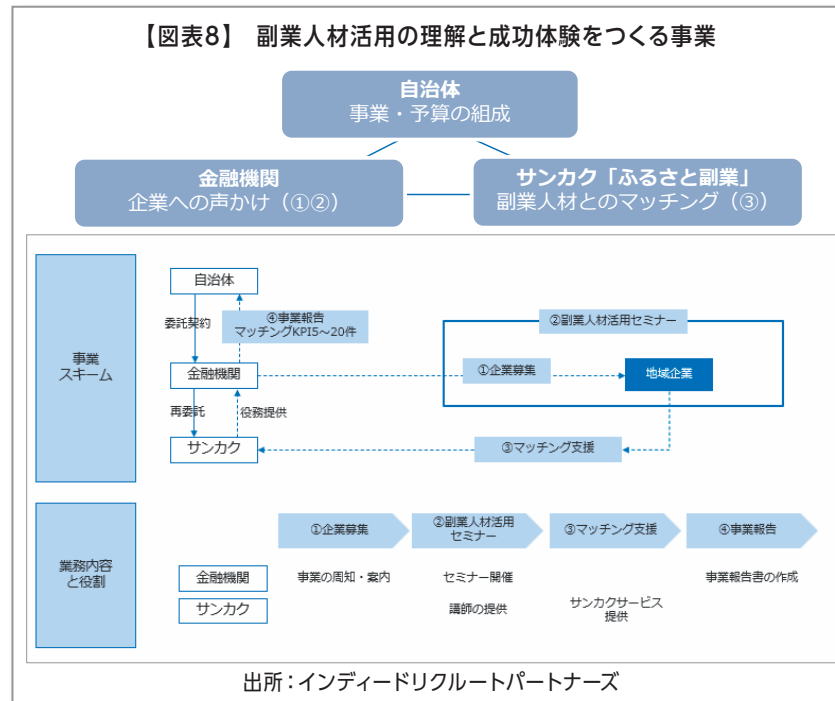 【図表8】 副業人材活用の理解と成功体験をつくる事業
自治体
事業・予算の組成
金融機関
企業への声かけ（①②）
サンカク「ふるさと副業」
副業人材とのマッチング（③）
事業
スキーム
自治体
委託契約
④事業報告
マッチングKPI5～20件
②副業人材活用セミナー
金融機関
①企業募集
地域企業
再委託
役務提供
サンカク
③マッチング支援
業務内容
と役割
①企業募集
②副業人材活用
セミナー
③マッチング支援
④事業報告
金融機関
事業の周知・案内
セミナー開催
事業報告書の作成
サンカク
講師の提供
サンカクサービス
提供
出所：インディードリクルートパートナーズ